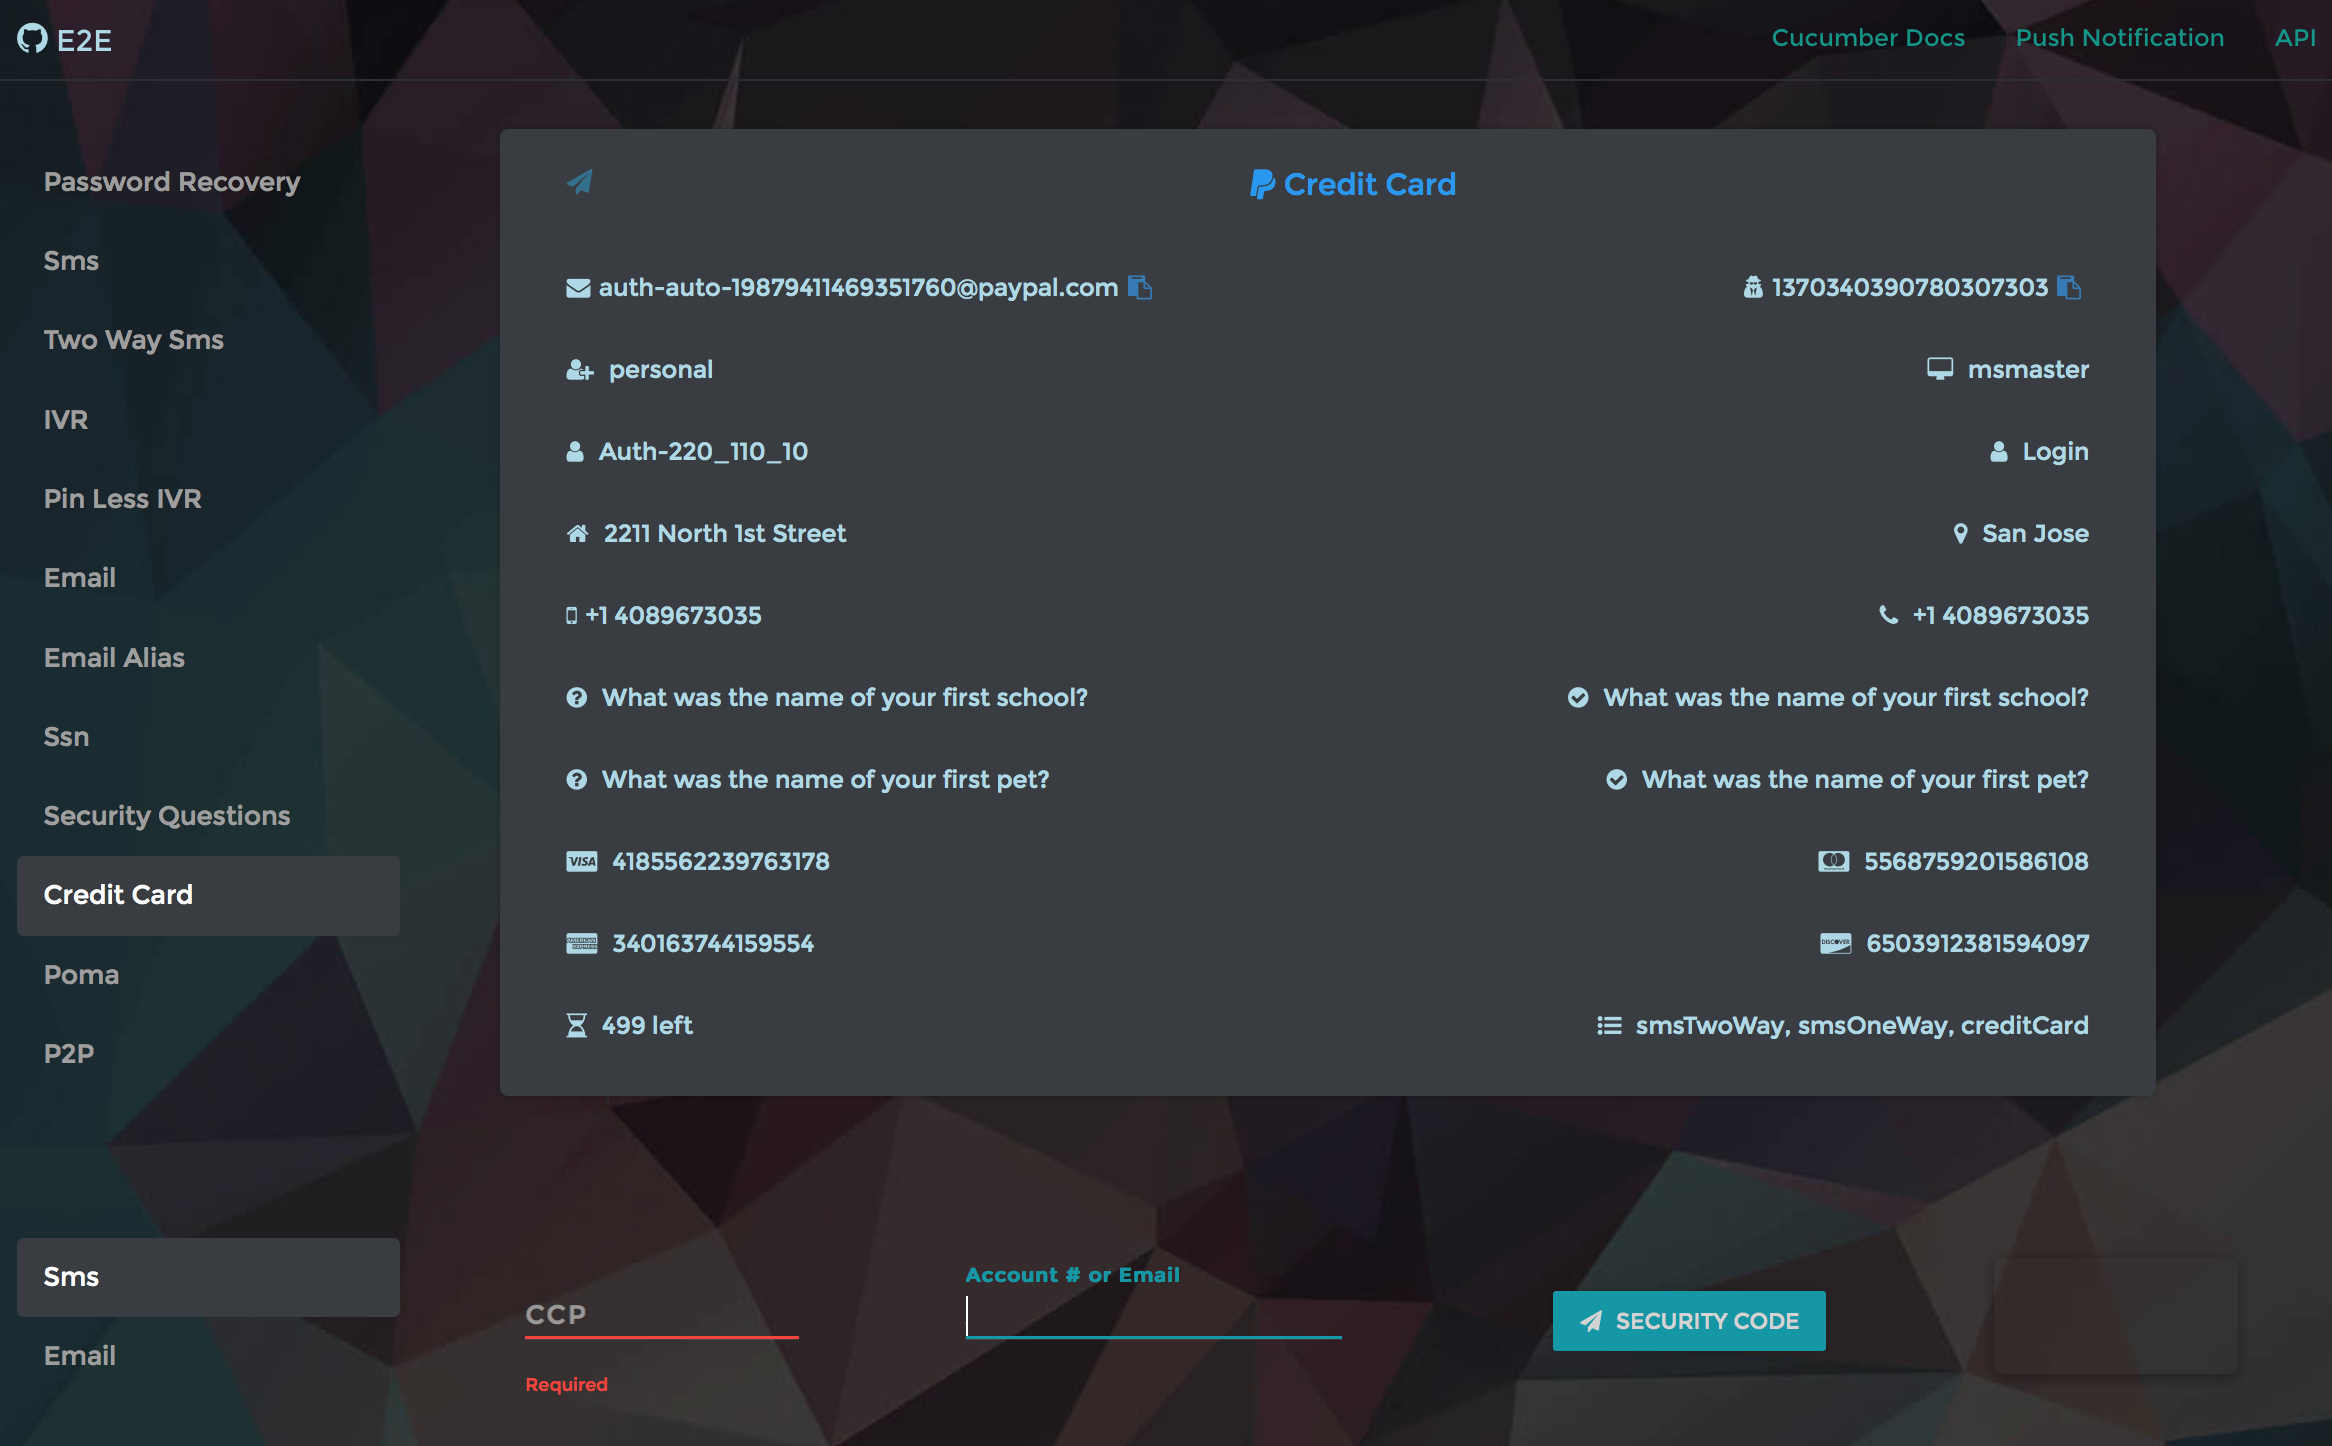 E2E
Cucumber Docs
Push Notification
API
Password Recovery
Sms
Two Way Sms
IVR
Pin Less IVR
Email
Email Alias
Ssn
Security Questions
Credit Card
Poma
P2P
Sms
Email
Credit Card
auth-auto-19879411469351760@paypal.com
1370340390780307303
personal
msmaster
Auth-220_110_10
Login
2211 North 1st Street
San Jose
+1 4089673035
+1 4089673035
What was the name of your first school?
What was the name of your first school?
What was the name of your first pet?
What was the name of your first pet?
VISA 4185562239763178
5568759201586108
AMERICAN EXPRESS 340163744159554
DISCOVER 6503912381594097
499 left
smsTwoWay, smsOneWay, creditCard
CCP
Required
Account # or Email
SECURITY CODE